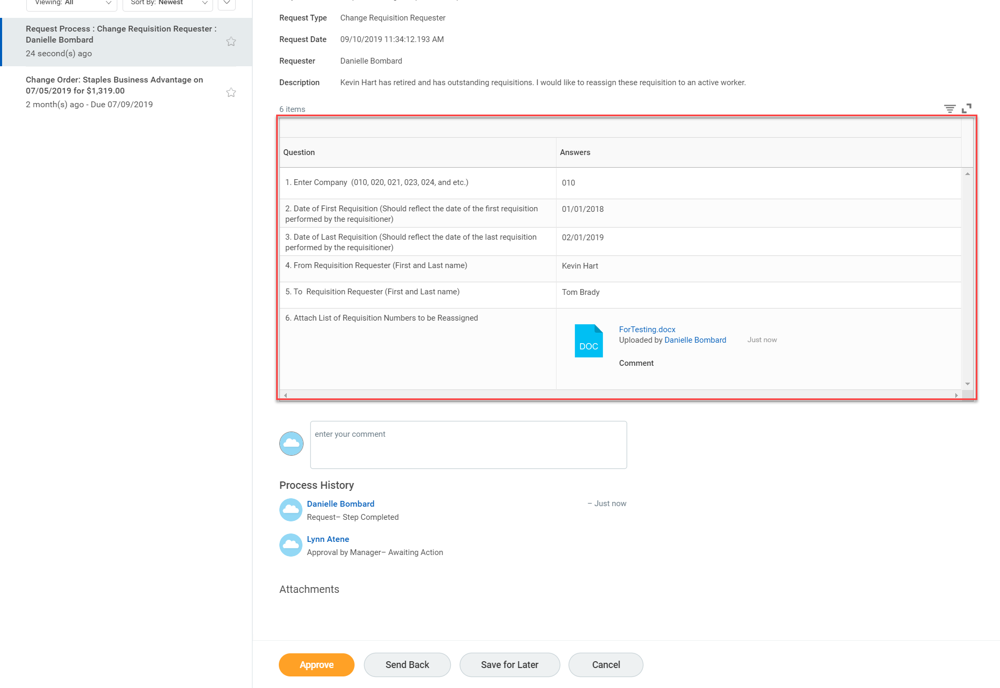 Viewing: All
Sort By: Newest
Request Process : Change Requisition Requester :
Danielle Bombard
24 second(s) ago
Change Order: Staples Business Advantage on
07/05/2019 for $1,319.00
2 month(s) ago - Due 07/09/2019
Request Type Change Requisition Requester
Request Date 09/10/2019 11:34:12.193 AM
Requester Danielle Bombard
Description Kevin Hart has retired and has outstanding requisitions. I would like to reassign these requisition to an active worker.
6 items
Question Answers
1. Enter Company  (010, 020, 021, 023, 024, and etc.) 010
2. Date of First Requisition (Should reflect the date of the first requisition
performed by the requisitioner)
01/01/2018
3. Date of Last Requisition (Should reflect the date of the last requisition
performed by the requisitioner)
02/01/2019
4. From Requisition Requester (First and Last name) Kevin Hart
5. To  Requisition Requester (First and Last name) Tom Brady
6. Attach List of Requisition Numbers to be Reassigned
DOC
ForTesting.docx
Uploaded by Danielle Bombard Just now
Comment
enter your comment
Process History
Danielle Bombard – Just now
Request– Step Completed
Lynn Atene
Approval by Manager– Awaiting Action
Attachments
Approve Send Back Save for Later Cancel